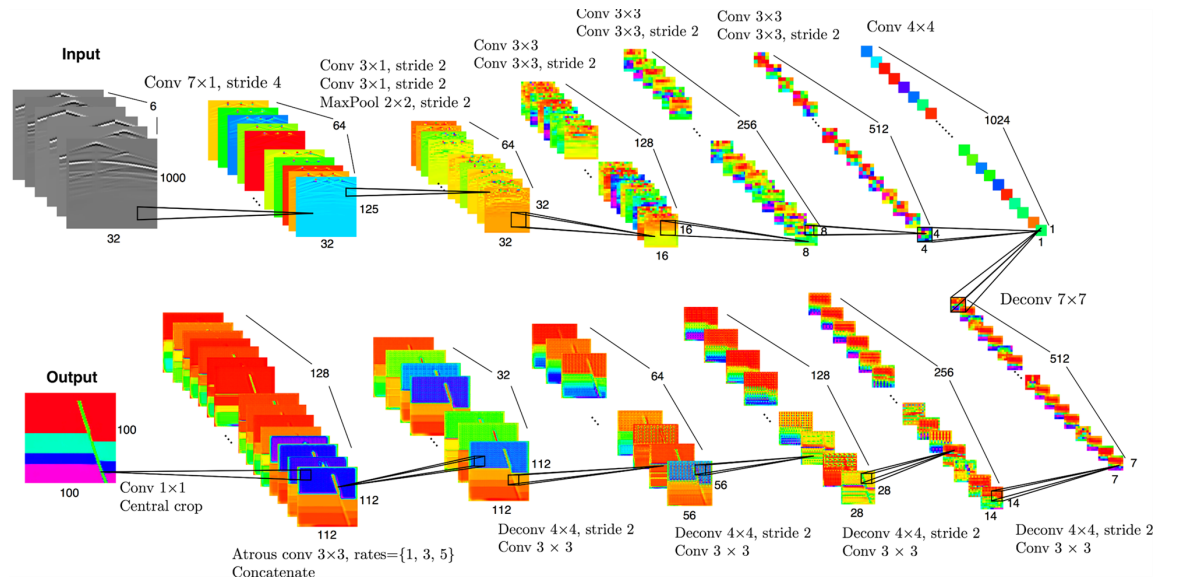 Input
Conv 7×1, stride 4
Conv 3×1, stride 2
Conv 3×1, stride 2
MaxPool 2×2, stride 2
Conv 3×3
Conv 3×3, stride 2
Conv 3×3
Conv 3×3, stride 2
Conv 3×3
Conv 3×3, stride 2
Conv 4×4
6
1000
32
64
125
32
64
32
32
128
16
16
256
8
8
512
4
4
1024
1
1
Deconv 7×7
512
7
7
Deconv 4×4, stride 2
Conv 3 × 3
256
14
14
Deconv 4×4, stride 2
Conv 3 × 3
128
28
28
Deconv 4×4, stride 2
Conv 3 × 3
64
56
56
Deconv 4×4, stride 2
Conv 3 × 3
32
112
112
Atrous conv 3×3, rates={1, 3, 5}
Concatenate
128
112
112
Conv 1×1
Central crop
Output
100
100